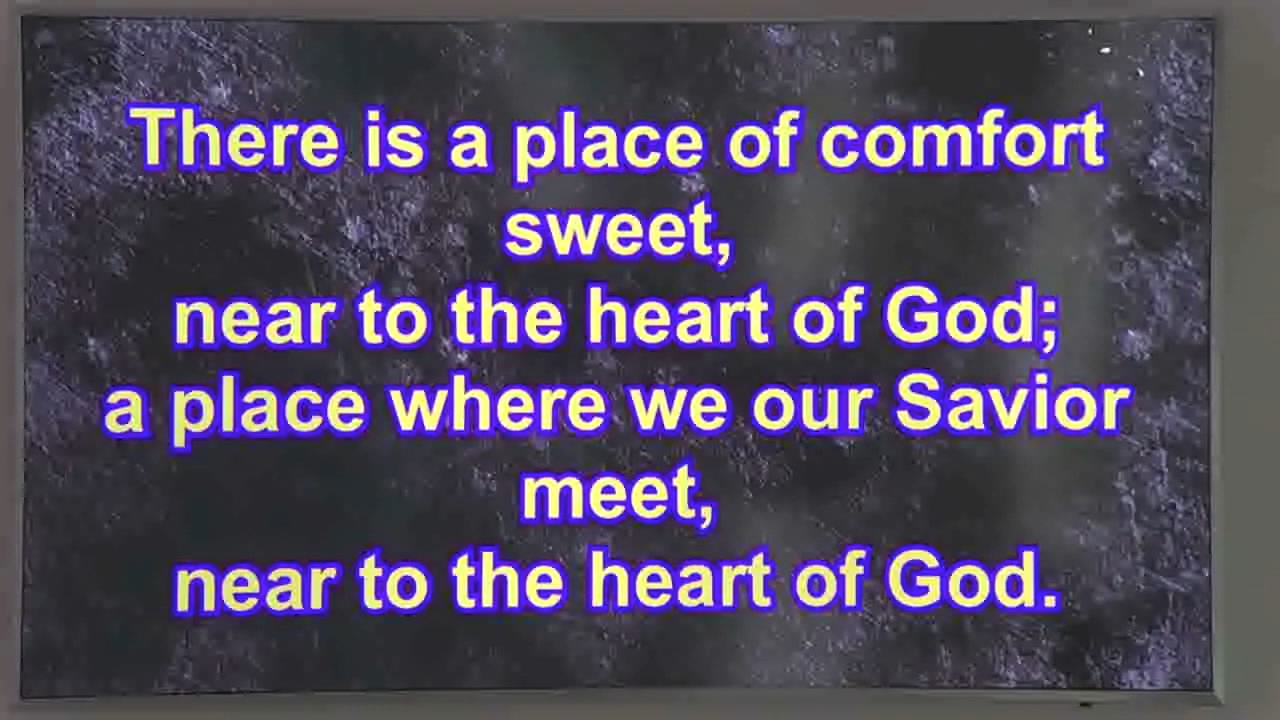 There is a place of comfort
sweet,
near to the heart of God;
a place where we our Savior
meet,
near to the heart of God.